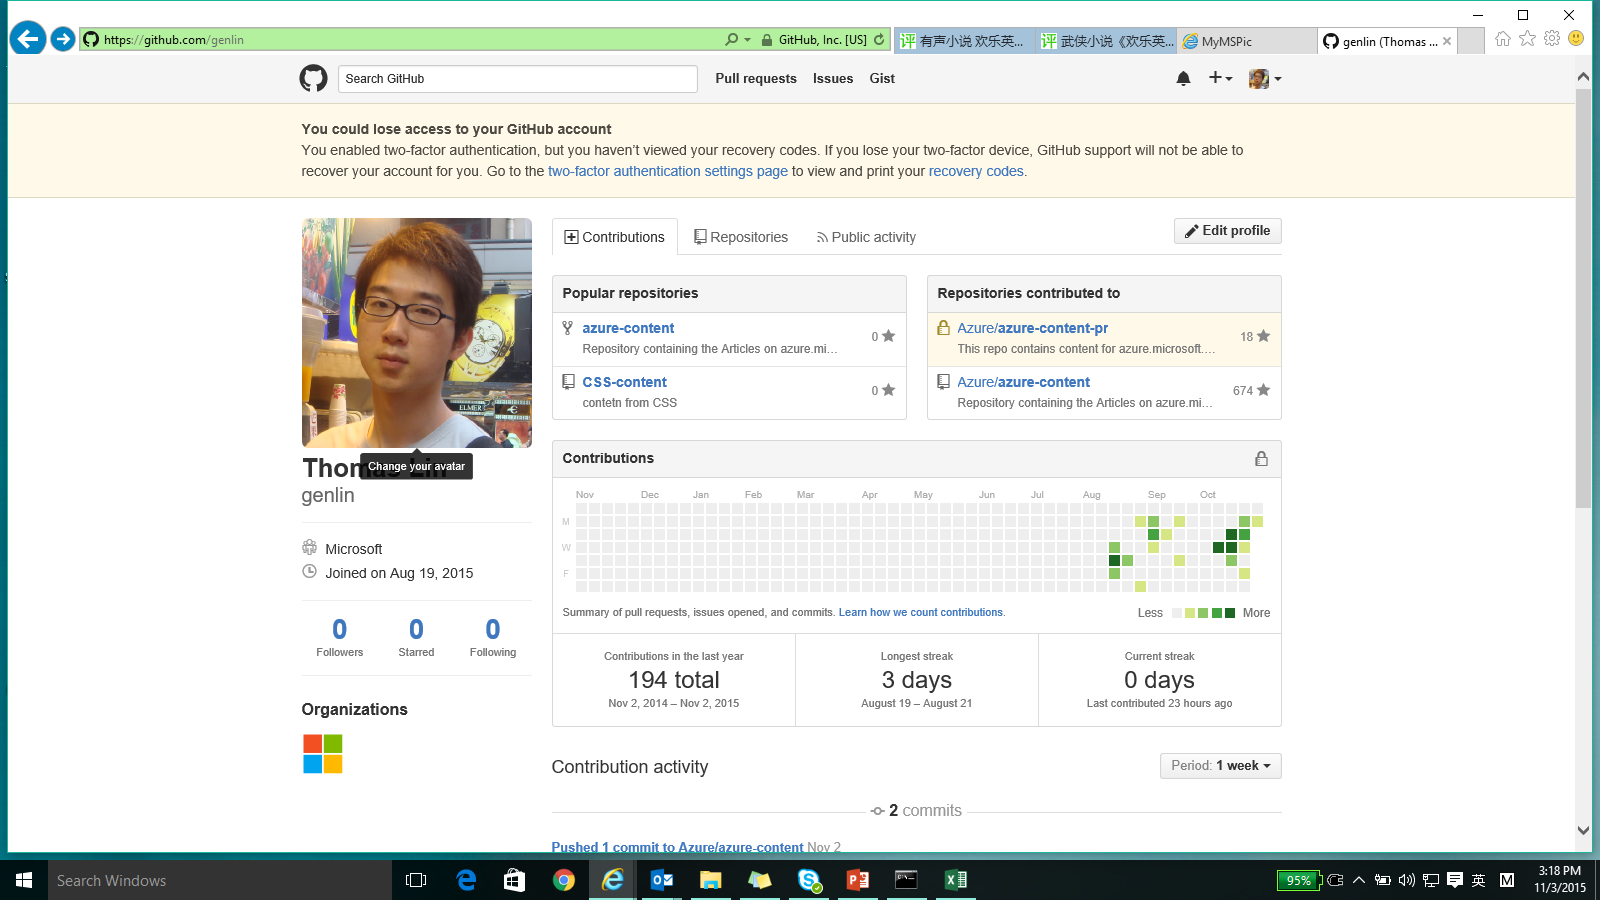 https://github.com/genlin
GitHub, Inc. [US]
有声小说 欢乐英...
武侠小说《欢乐英...
MyMSPic
genlin (Thomas ...
Search GitHub
Pull requests
Issues
Gist
You could lose access to your GitHub account
You enabled two-factor authentication, but you haven't viewed your recovery codes. If you lose your two-factor device, GitHub support will not be able to
recover your account for you. Go to the two-factor authentication settings page to view and print your recovery codes.
Contributions
Repositories
Public activity
Edit profile
ELMER
Change your avatar
Thomas Lin
genlin
Microsoft
Joined on Aug 19, 2015
0
Followers
0
Starred
0
Following
Organizations
Popular repositories
azure-content
0
Repository containing the Articles on azure.mi...
CSS-content
0
contetn from CSS
Repositories contributed to
Azure/azure-content-pr
18
This repo contains content for azure.microsoft....
Azure/azure-content
674
Repository containing the Articles on azure.mi...
Contributions
Nov Dec Jan Feb Mar Apr May Jun Jul Aug Sep Oct
M
W
F
Summary of pull requests, issues opened, and commits. Learn how we count contributions.
Less
More
Contributions in the last year
194 total
Nov 2, 2014 – Nov 2, 2015
Longest streak
3 days
August 19 – August 21
Current streak
0 days
Last contributed 23 hours ago
Contribution activity
Period: 1 week
2 commits
Pushed 1 commit to Azure/azure-content Nov 2
Search Windows
95%
英
M
3:18 PM
11/3/2015